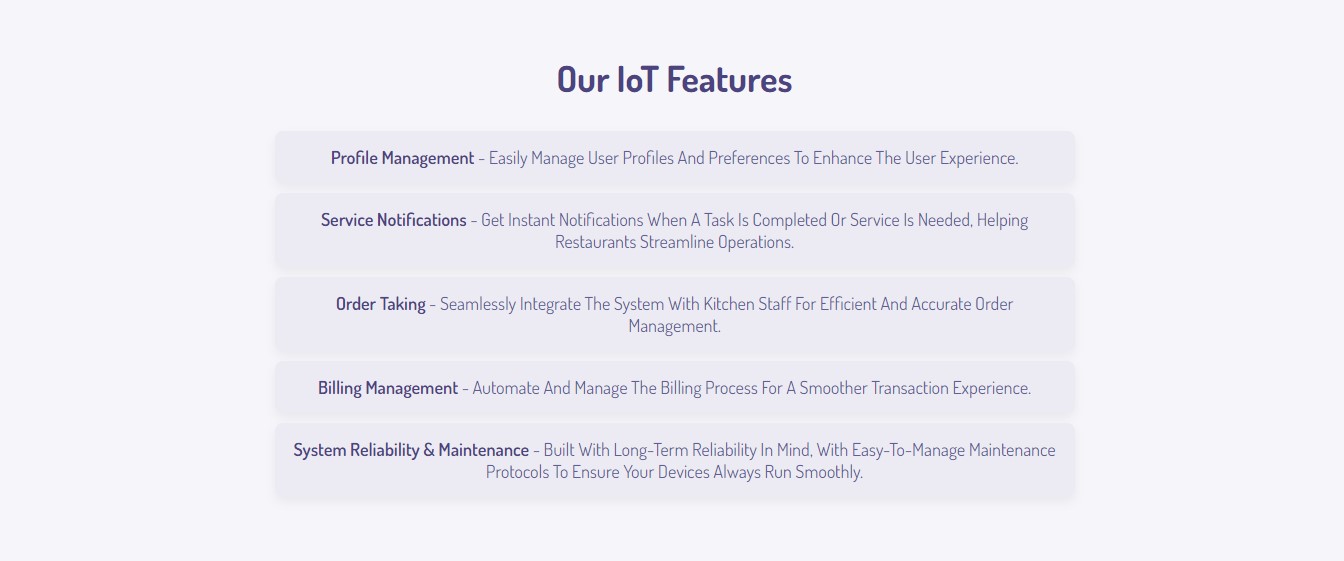 Our IoT Features
Profile Management - Easily Manage User Profiles And Preferences To Enhance The User Experience.
Service Notifications - Get Instant Notifications When A Task Is Completed Or Service Is Needed, Helping
Restaurants Streamline Operations.
Order Taking - Seamlessly Integrate The System With Kitchen Staff For Efficient And Accurate Order
Management.
Billing Management - Automate And Manage The Billing Process For A Smoother Transaction Experience.
System Reliability & Maintenance - Built With Long-Term Reliability In Mind, With Easy-To-Manage Maintenance
Protocols To Ensure Your Devices Always Run Smoothly.